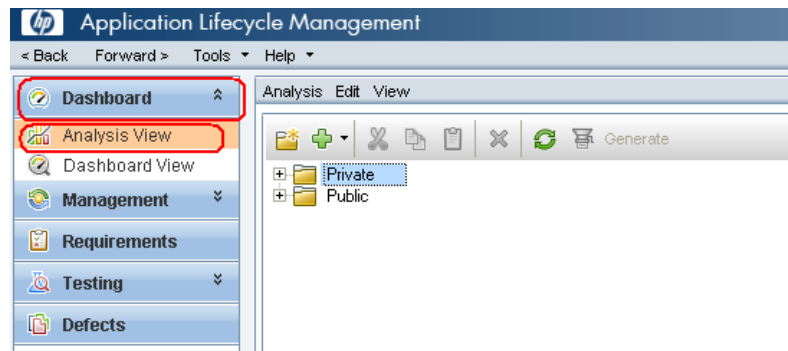 hp Application Lifecycle Management
< Back Forward > Tools Help
Dashboard
Analysis View
Dashboard View
Management
Requirements
Testing
Defects
Analysis Edit View
Generate
Private
Public